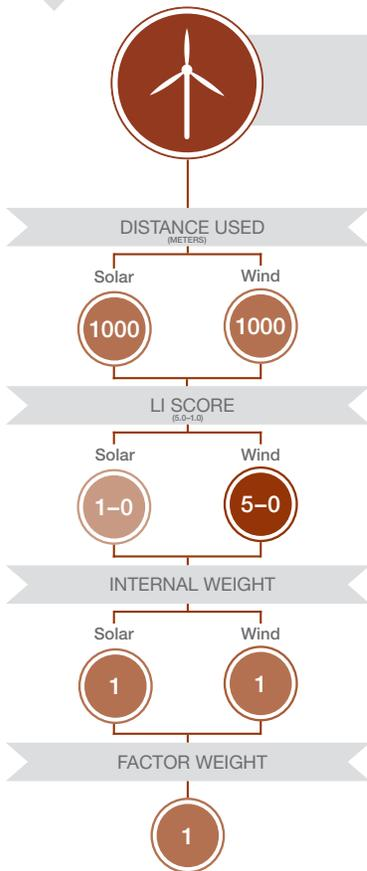 DISTANCE USED
(METERS)
Solar Wind
1000 1000
LI SCORE
(5.0–1.0)
Solar Wind
1–0 5–0
INTERNAL WEIGHT
Solar Wind
1 1
FACTOR WEIGHT
1